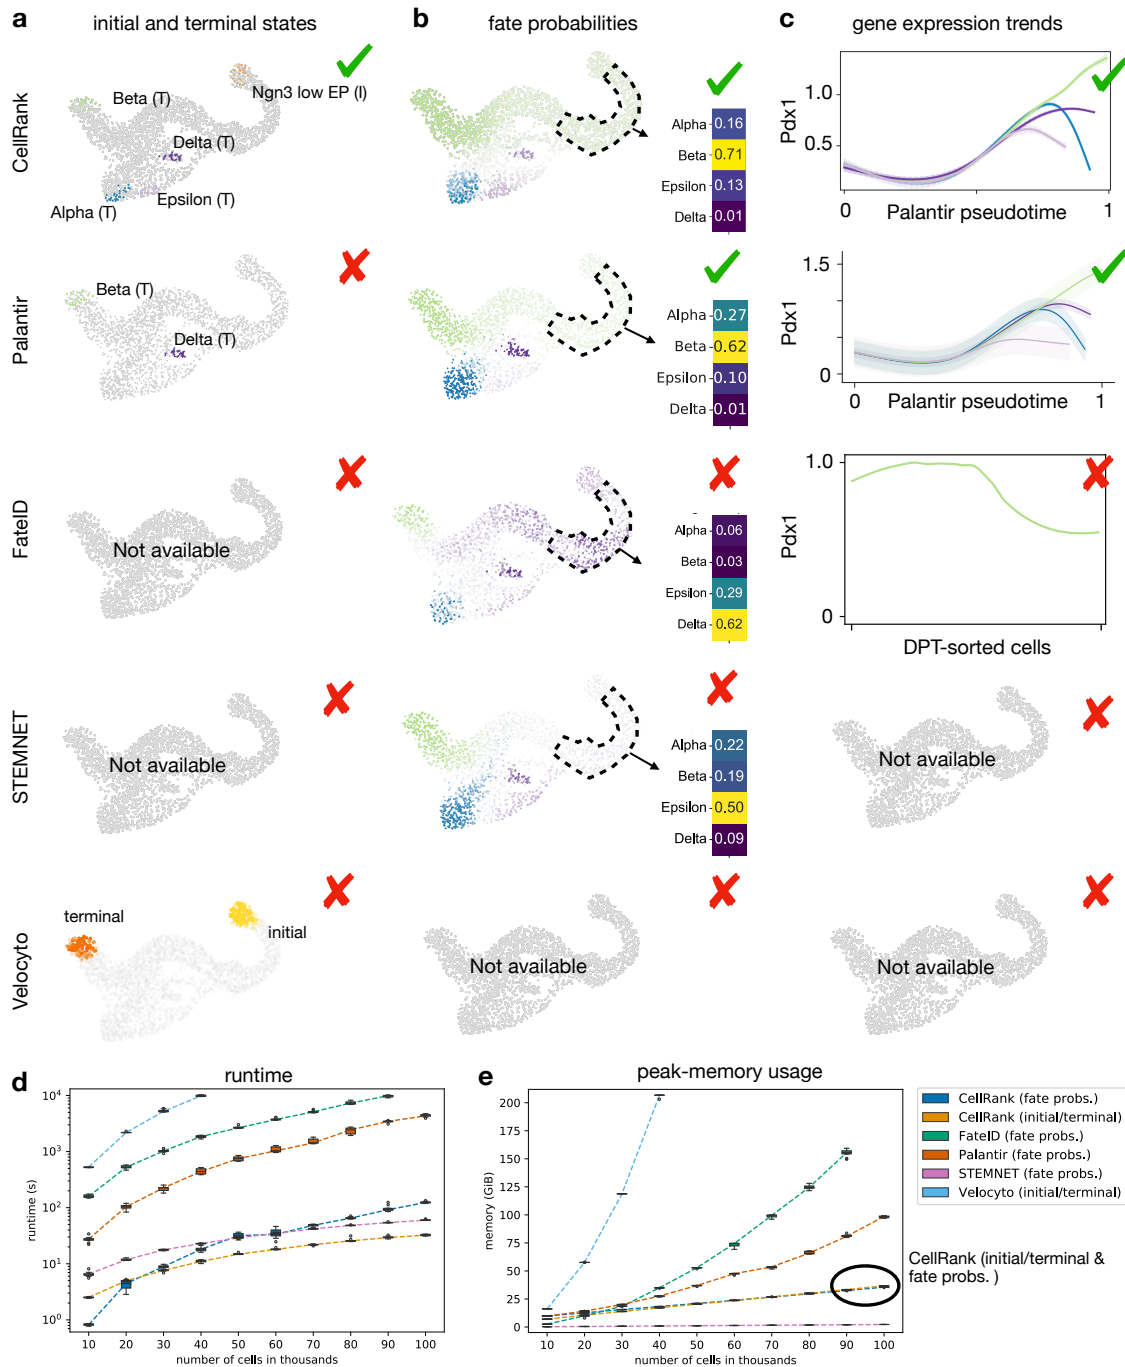 a initial and terminal states
b fate probabilities
c gene expression trends
CellRank
Beta (T)
Ngn3 low EP (I)
Delta (T)
Epsilon (T)
Alpha (T)
Alpha 0.16
Beta 0.71
Epsilon 0.13
Delta 0.01
Pdx1
1.0
0.5
0
Palantir pseudotime
1
Palantir
Beta (T)
Delta (T)
Alpha 0.27
Beta 0.62
Epsilon 0.10
Delta 0.01
Pdx1
1.5
0
0
Palantir pseudotime
1
FateID
Not available
Alpha 0.06
Beta 0.03
Epsilon 0.29
Delta 0.62
Pdx1
1.0
0
DPT-sorted cells
STEMNET
Not available
Alpha 0.22
Beta 0.19
Epsilon 0.50
Delta 0.09
Not available
Velocyto
terminal
initial
Not available
Not available
d runtime
runtime (s)
10⁴
10³
10²
10¹
10⁰
10 20 30 40 50 60 70 80 90 100
number of cells in thousands
e peak-memory usage
memory (GiB)
200
175
150
125
100
75
50
25
0
10 20 30 40 50 60 70 80 90 100
number of cells in thousands
CellRank (fate probs.)
CellRank (initial/terminal)
FateID (fate probs.)
Palantir (fate probs.)
STEMNET (fate probs.)
Velocyto (initial/terminal)
CellRank (initial/terminal &
fate probs. )